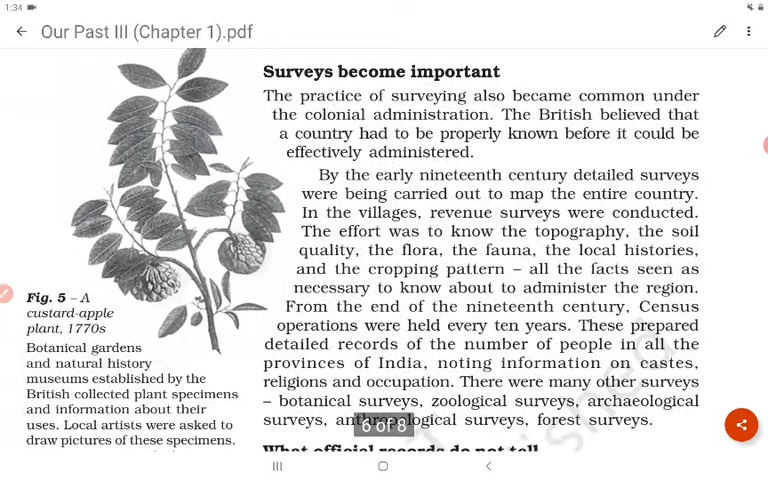 1:34
Our Past III (Chapter 1).pdf
Surveys become important
The practice of surveying also became common under
the colonial administration. The British believed that
a country had to be properly known before it could be
effectively administered.
By the early nineteenth century detailed surveys
were being carried out to map the entire country.
In the villages, revenue surveys were conducted.
The effort was to know the topography, the soil
quality, the flora, the fauna, the local histories,
and the cropping pattern – all the facts seen as
necessary to know about to administer the region.
From the end of the nineteenth century, Census
operations were held every ten years. These prepared
detailed records of the number of people in all the
provinces of India, noting information on castes,
religions and occupation. There were many other surveys
– botanical surveys, zoological surveys, archaeological
surveys, anthropological surveys, forest surveys.
What official records do not tell
Fig. 5 – A
custard-apple
plant, 1770s
Botanical gardens
and natural history
museums established by the
British collected plant specimens
and information about their
uses. Local artists were asked to
draw pictures of these specimens.
6 of 8